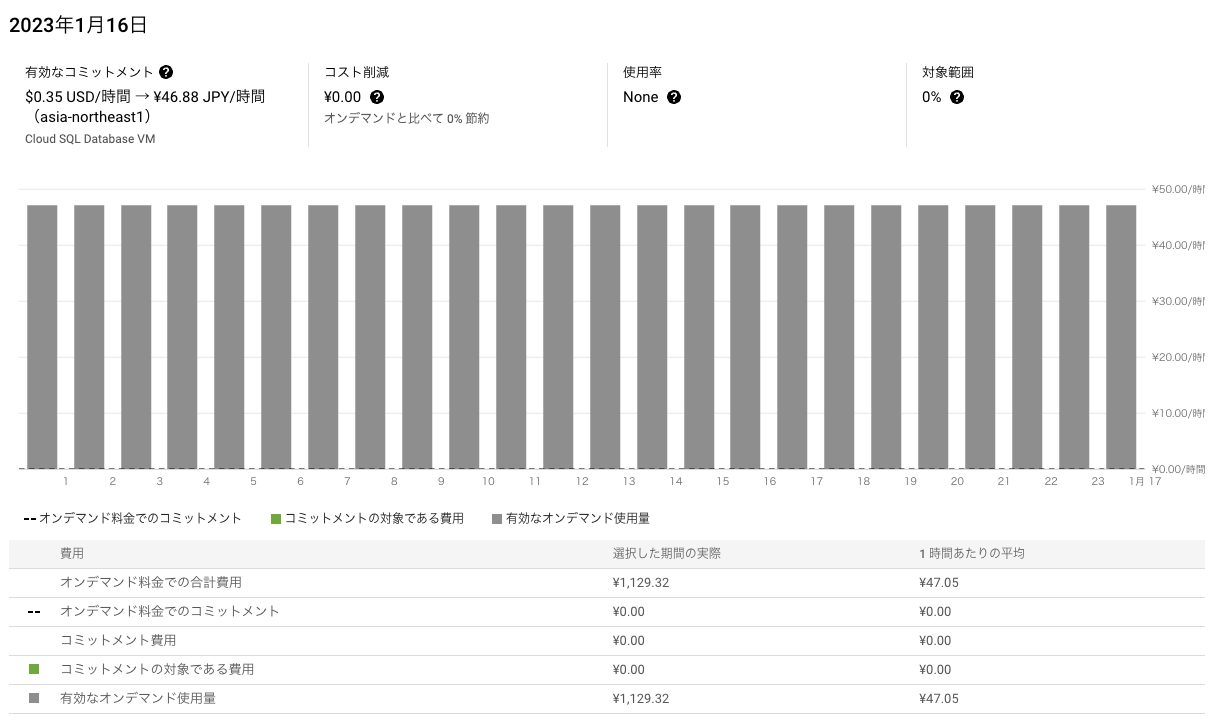 2023年1月16日
有効なコミットメント
$0.35 USD/時間 → ¥46.88 JPY/時間
（asia-northeast1）
Cloud SQL Database VM
コスト削減
¥0.00
オンデマンドと比べて 0% 節約
使用率
None
対象範囲
0%
¥50.00/時間
¥40.00/時間
¥30.00/時間
¥20.00/時間
¥10.00/時間
¥0.00/時間
1 2 3 4 5 6 7 8 9 10 11 12 13 14 15 16 17 18 19 20 21 22 23 1月 17
オンデマンド料金でのコミットメント コミットメントの対象である費用 有効なオンデマンド使用量
費用 選択した期間の実際 1 時間あたりの平均
オンデマンド料金での合計費用 ¥1,129.32 ¥47.05
オンデマンド料金でのコミットメント ¥0.00 ¥0.00
コミットメント費用 ¥0.00 ¥0.00
コミットメントの対象である費用 ¥0.00 ¥0.00
有効なオンデマンド使用量 ¥1,129.32 ¥47.05